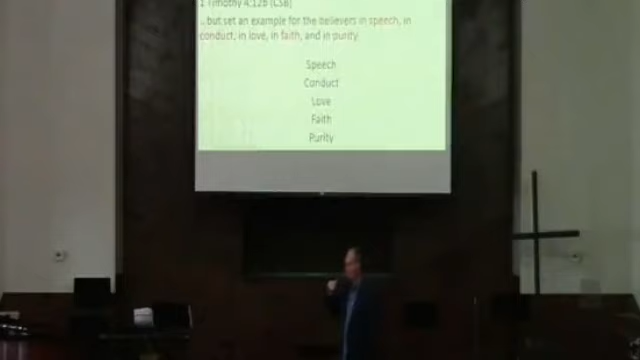 1 Timothy 4:12b (CSB)
..but set an example for the believers in speech, in
conduct, in love, in faith, and in purity.
Speech
Conduct
Love
Faith
Purity